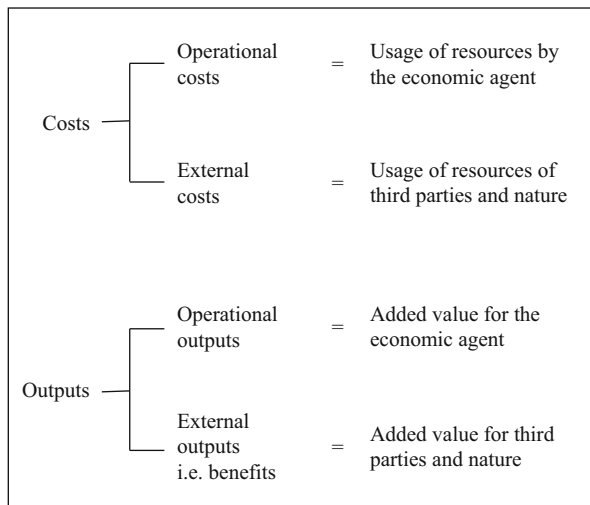 Costs
Operational
costs
=
Usage of resources by
the economic agent
External
costs
=
Usage of resources of
third parties and nature
Outputs
Operational
outputs
=
Added value for the
economic agent
External
outputs
i.e. benefits
=
Added value for third
parties and nature